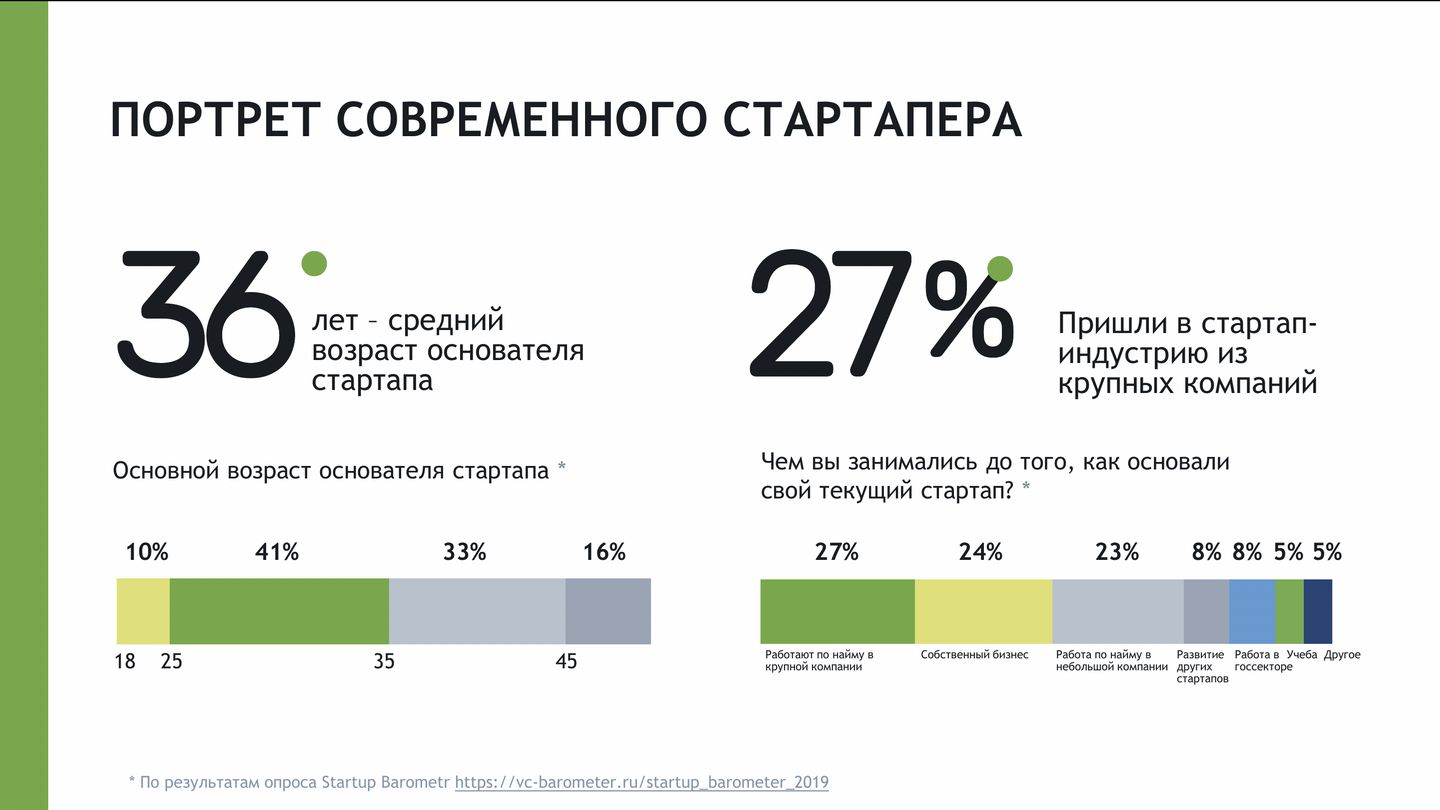 ПОРТРЕТ СОВРЕМЕННОГО СТАРТАПЕРА
36
лет – средний
возраст основателя
стартапа
27%
Пришли в стартап-
индустрию из
крупных компаний
Основной возраст основателя стартапа *
10% 41% 33% 16%
18 25 35 45
Чем вы занимались до того, как основали
свой текущий стартап? *
27% 24% 23% 8% 8% 5% 5%
Работают по найму в
крупной компании
Собственный бизнес
Работа по найму в
небольшой компании
Развитие
других
стартапов
Работа в
госсекторе
Учеба
Другое
* По результатам опроса Startup Barometr https://vc-barometer.ru/startup_barometer_2019